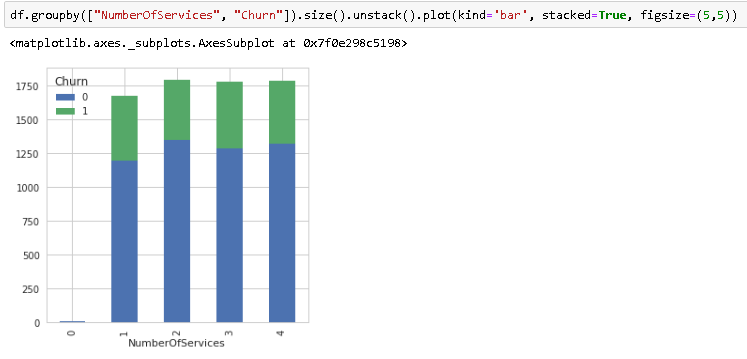 df.groupby(["NumberOfServices", "Churn"]).size().unstack().plot(kind='bar', stacked=True, figsize=(5,5))
<matplotlib.axes._subplots.AxesSubplot at 0x7f0e298c5198>
Churn
0
1
1750
1500
1250
1000
750
500
250
0
0 1 2 3 4
NumberOfServices